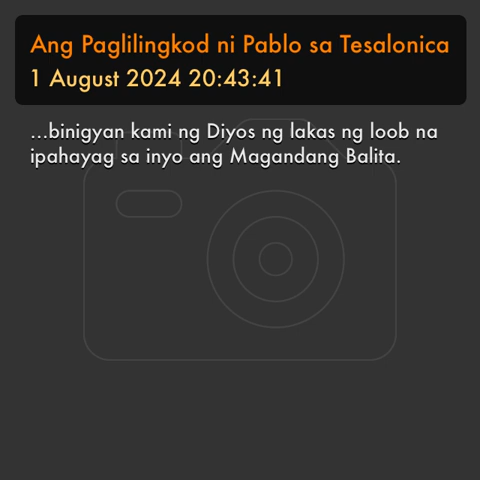 Ang Paglilingkod ni Pablo sa Tesalonica
1 August 2024 20:43:41
...binigyan kami ng Diyos ng lakas ng loob na
ipahayag sa inyo ang Magandang Balita.